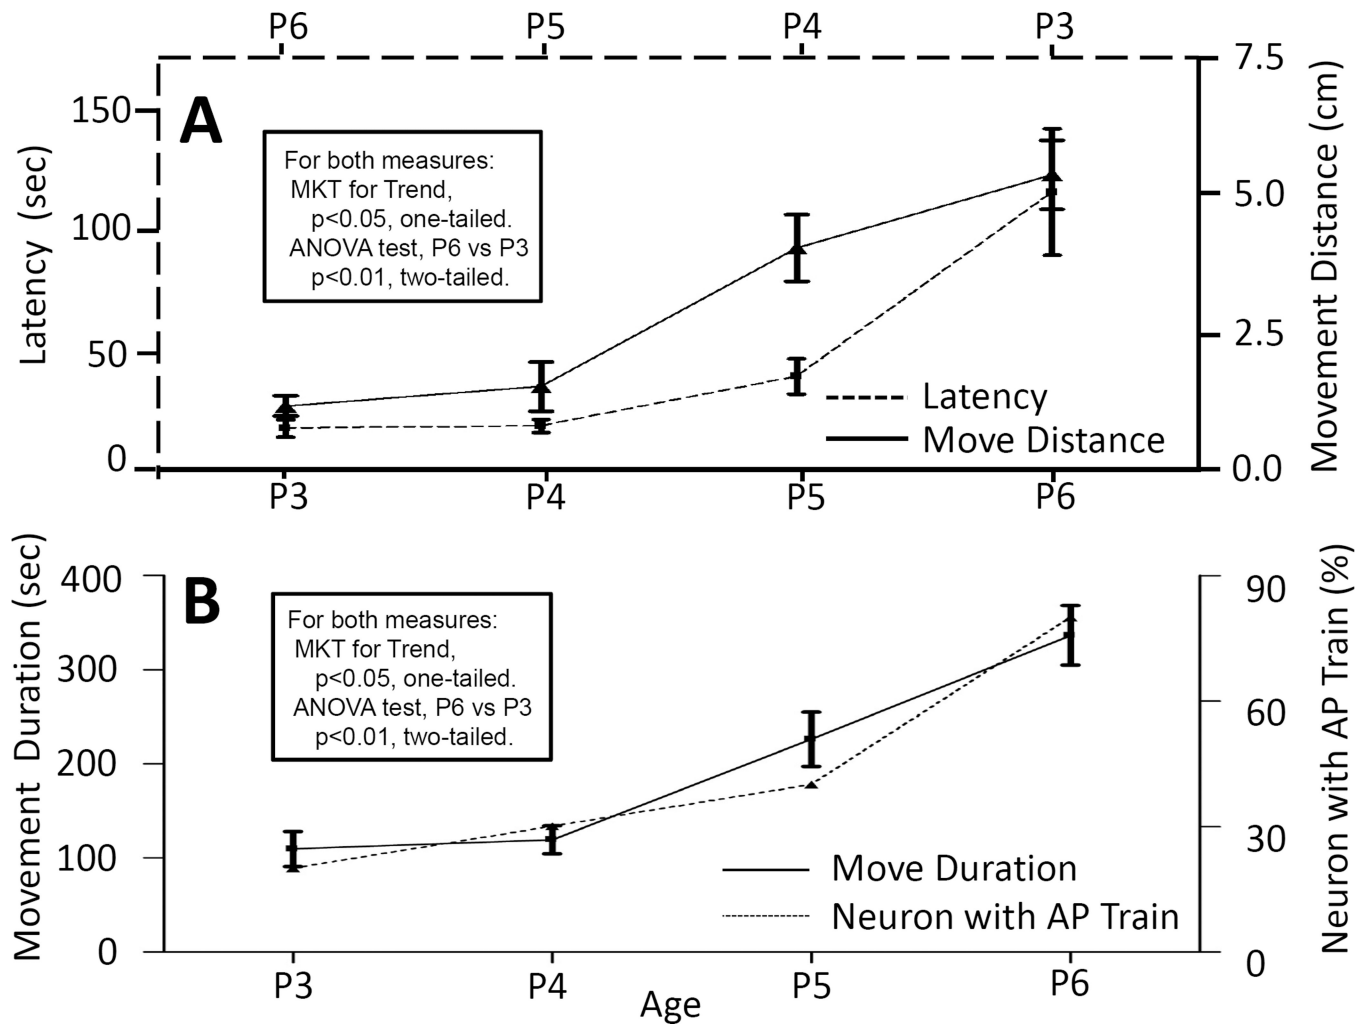 P6 P5 P4 P3
A
Latency (sec)
150
100
50
0
For both measures:
MKT for Trend,
p<0.05, one-tailed.
ANOVA test, P6 vs P3
p<0.01, two-tailed.
Latency
Move Distance
7.5
5.0
2.5
0.0
Movement Distance (cm)
P3 P4 P5 P6
B
Movement Duration (sec)
400
300
200
100
0
For both measures:
MKT for Trend,
p<0.05, one-tailed.
ANOVA test, P6 vs P3
p<0.01, two-tailed.
Move Duration
Neuron with AP Train
90
60
30
0
Neuron with AP Train (%)
P3 P4 P5 P6
Age